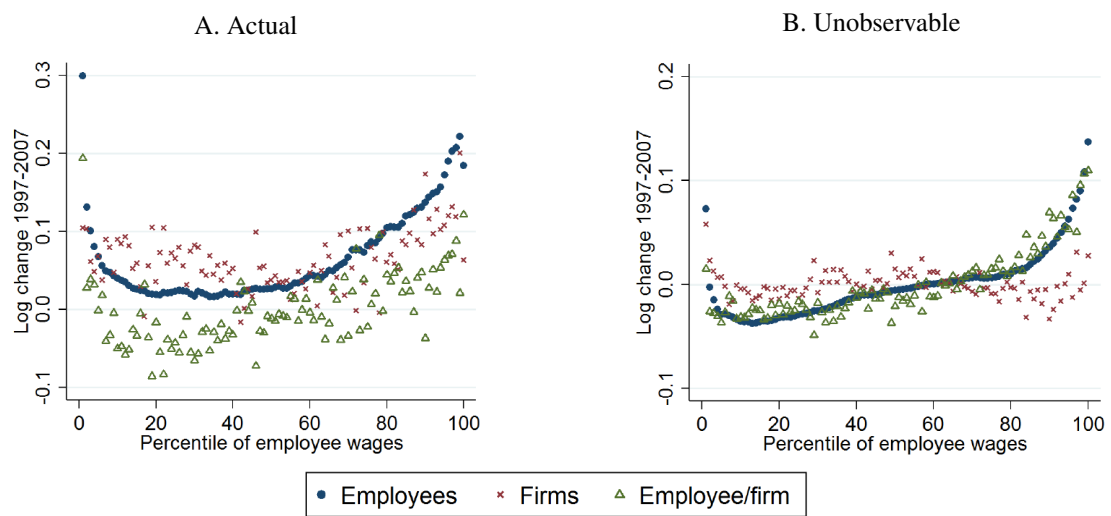 A. Actual
B. Unobservable
Log change 1997-2007
0.3
0.2
0.1
0.0
-0.1
0 20 40 60 80 100
Percentile of employee wages
Log change 1997-2007
0.2
0.1
0.0
-0.1
0 20 40 60 80 100
Percentile of employee wages
Employees Firms Employee/firm